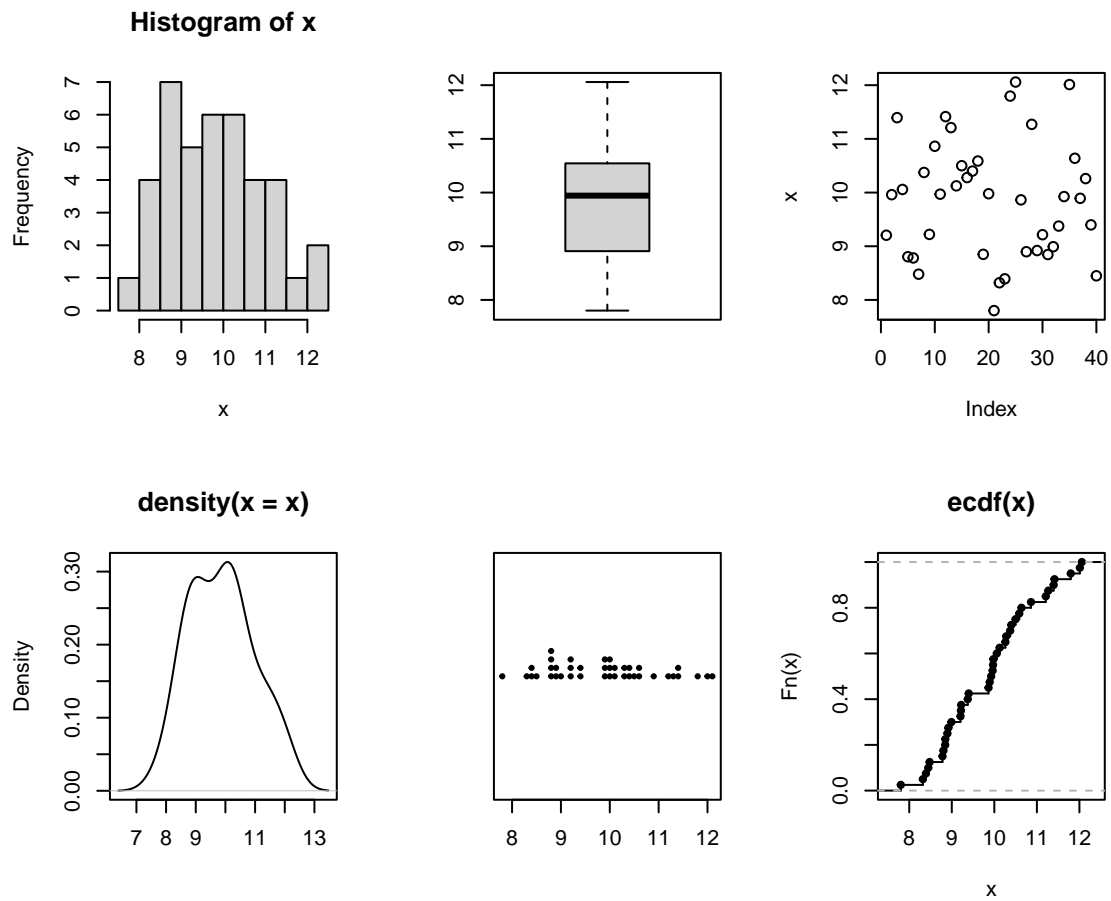 Histogram of x
Frequency
0 1 2 3 4 5 6 7
8 9 10 11 12
x
8 9 10 11 12
x
8 9 10 11 12
0 10 20 30 40
Index
density(x = x)
Density
0.00 0.10 0.20 0.30
7 8 9 11 13
8 9 10 11 12
ecdf(x)
Fn(x)
0.0 0.4 0.8
8 9 10 11 12
x